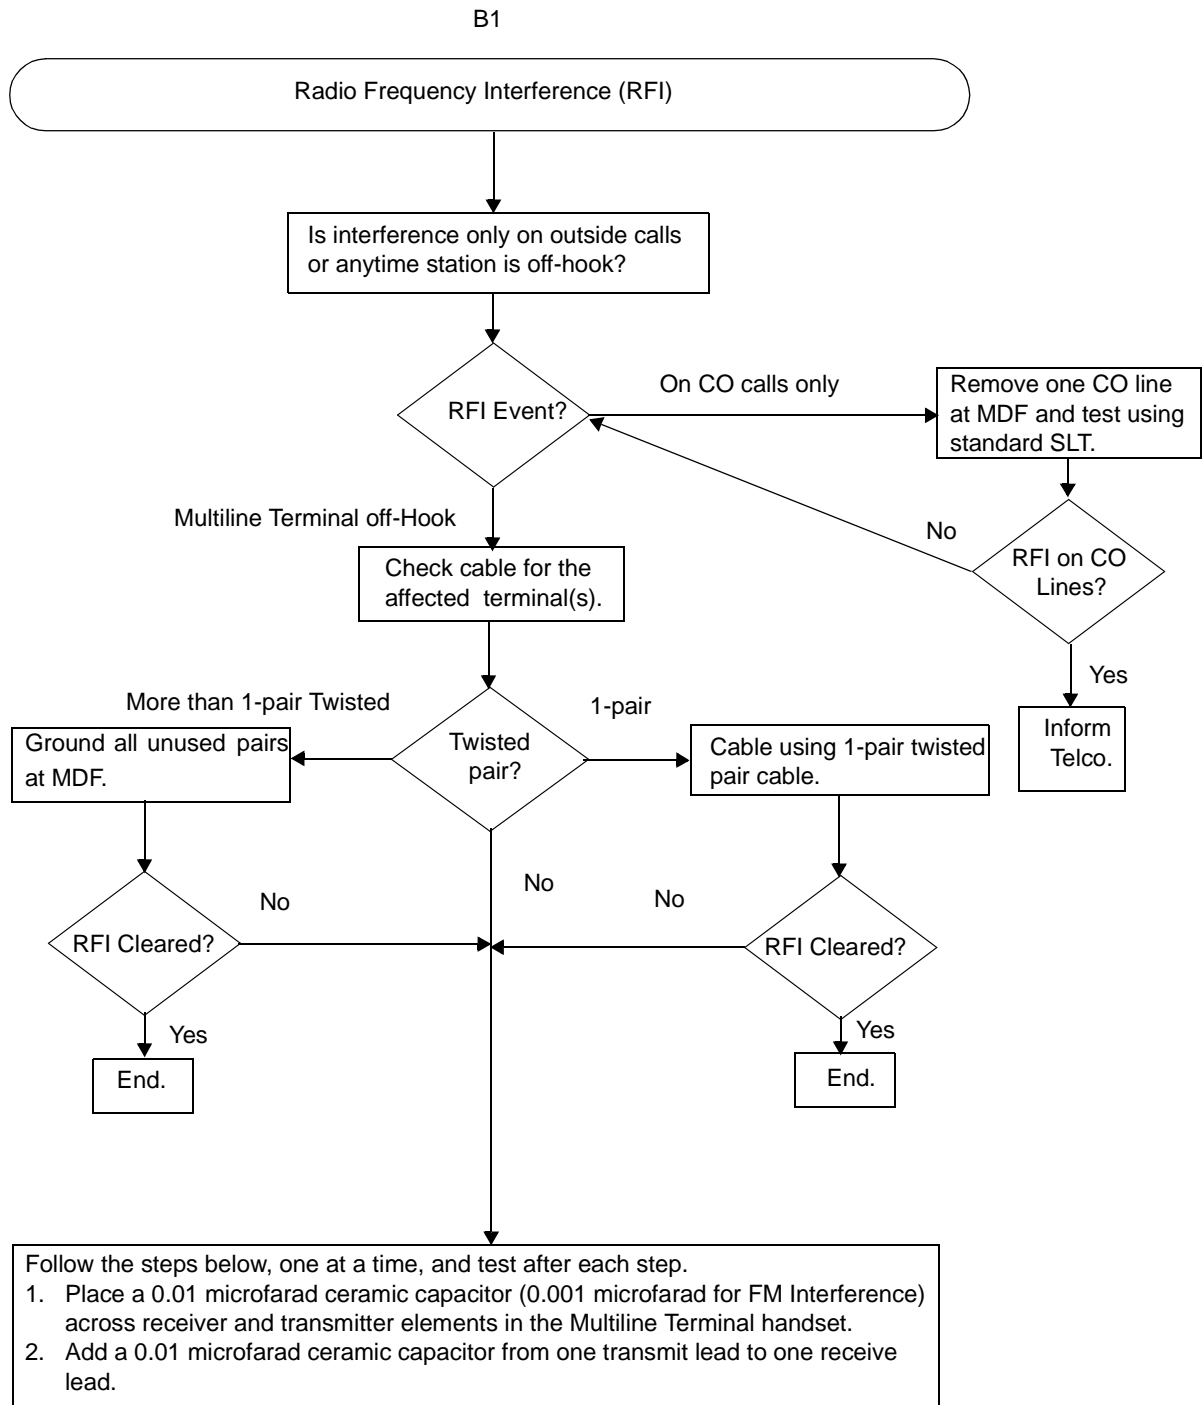 B1
Radio Frequency Interference (RFI)
Is interference only on outside calls
or anytime station is off-hook?
RFI Event?
On CO calls only
Remove one CO line
at MDF and test using
standard SLT.
Multiline Terminal off-Hook
No
RFI on CO
Lines?
Check cable for the
affected terminal(s).
Yes
Inform
Telco.
More than 1-pair Twisted
1-pair
Twisted
pair?
Ground all unused pairs
at MDF.
Cable using 1-pair twisted
pair cable.
No
No
No
RFI Cleared?
RFI Cleared?
Yes
Yes
End.
End.
Follow the steps below, one at a time, and test after each step.
1. Place a 0.01 microfarad ceramic capacitor (0.001 microfarad for FM Interference)
across receiver and transmitter elements in the Multiline Terminal handset.
2. Add a 0.01 microfarad ceramic capacitor from one transmit lead to one receive
lead.